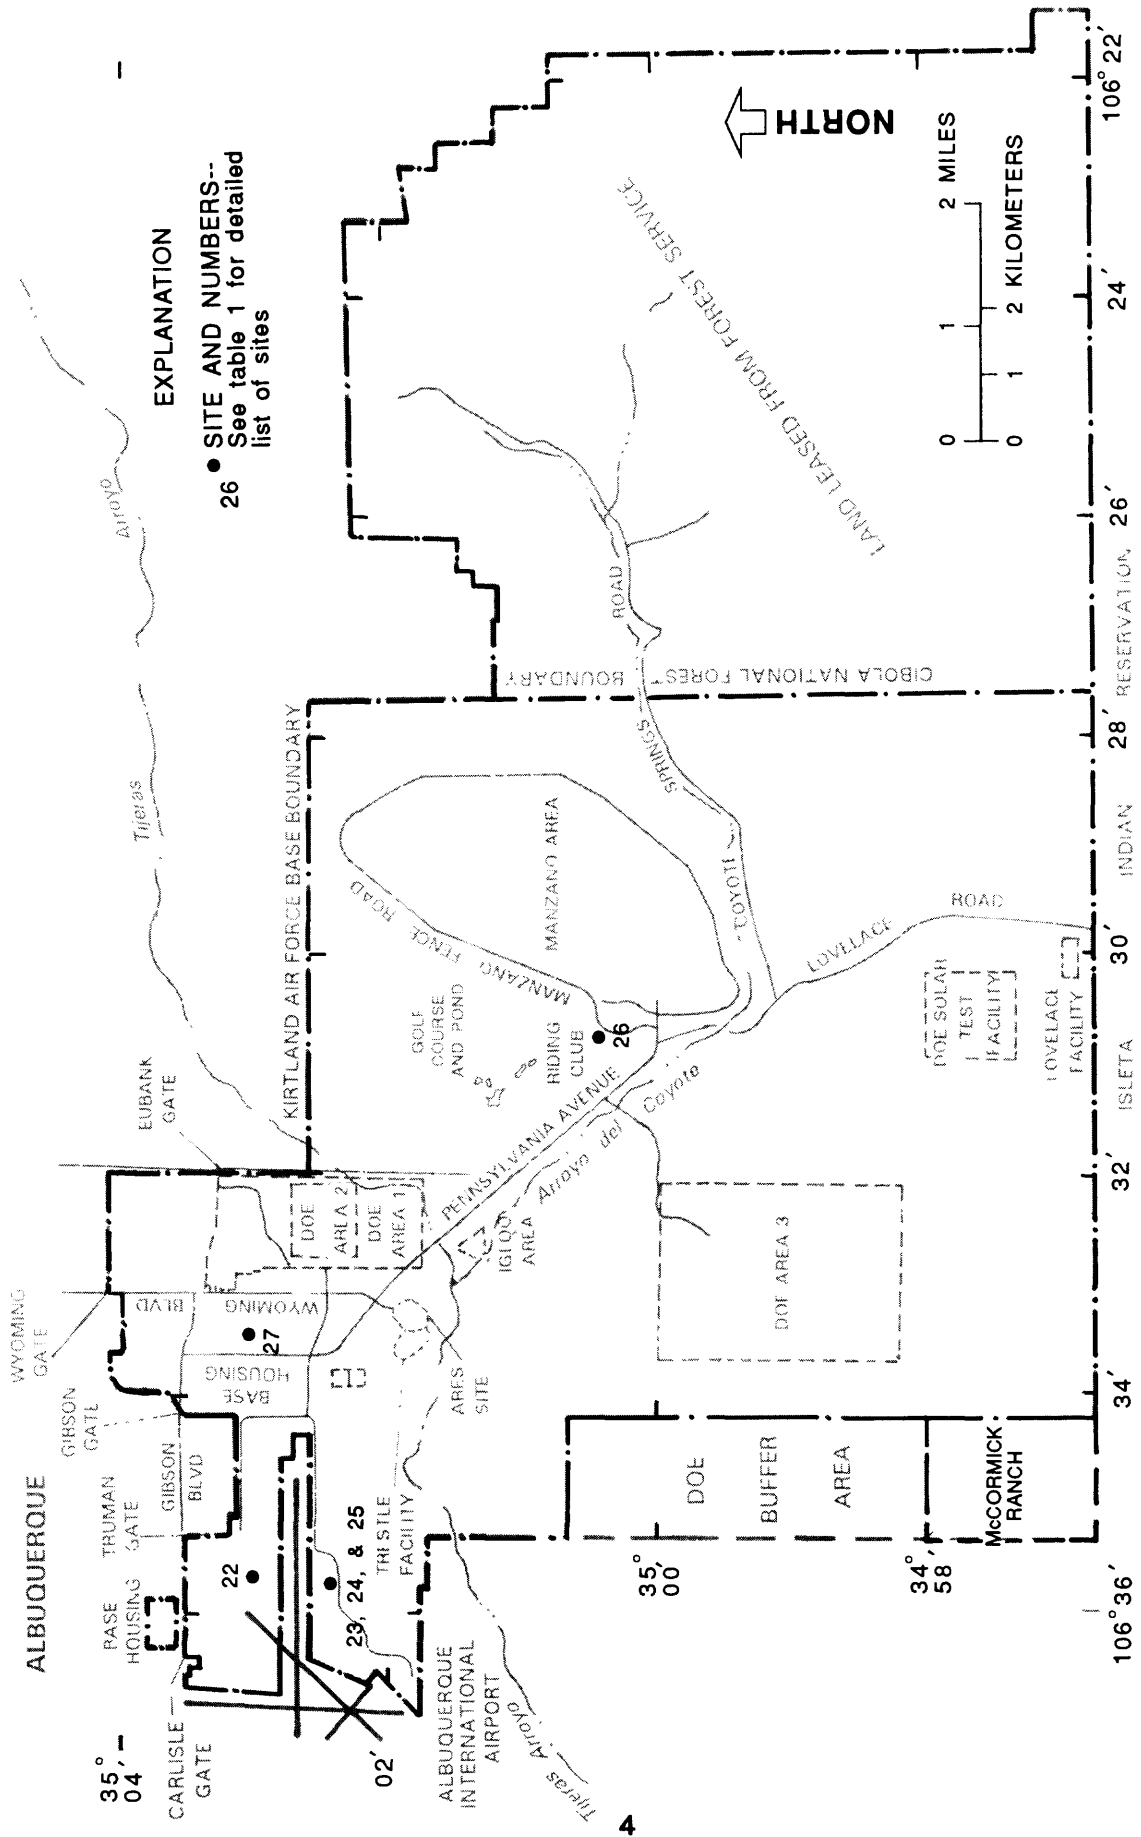 ALBUQUERQUE
WYOMING
GATE
GIBSON
GATE
TRUMAN
GATE
BASE
HOUSING
CARLISLE
GATE
35°
04′
GIBSON
BLVD
WYOMING
BLVD
EUBANK
GATE
KIRTLAND AIR FORCE BASE BOUNDARY
Tijeras
Arroyo
EXPLANATION
26 ● SITE AND NUMBERS--
See table 1 for detailed
list of sites
22
23, 24, & 25
27
BASE
HOUSING
DOE
AREA 2
DOE
AREA 1
02′
ALBUQUERQUE
INTERNATIONAL
AIRPORT
TRESTLE
FACILITY
ARES
SITE
IGLOO
AREA
PENNSYLVANIA AVENUE
Arroyo del Coyote
GOLF
COURSE
AND POND
RIDING
CLUB
26
MANZANO FENCE ROAD
MANZANO AREA
Tijeras Arroyo
CIBOLA NATIONAL FOREST
BOUNDARY
COYOTE SPRINGS ROAD
LAND LEASED FROM FOREST SERVICE
NORTH
35°
00′
DOE
BUFFER
AREA
DOE AREA 3
LOVELACE ROAD
DOE SOLAR
TEST
FACILITY
LOVELACE
FACILITY
34°
58′
McCORMICK
RANCH
0 1 2 MILES
0 1 2 KILOMETERS
106°36′ 34′ 32′ 30′ 28′ 26′ 24′ 106°22′
ISLETA INDIAN RESERVATION
4